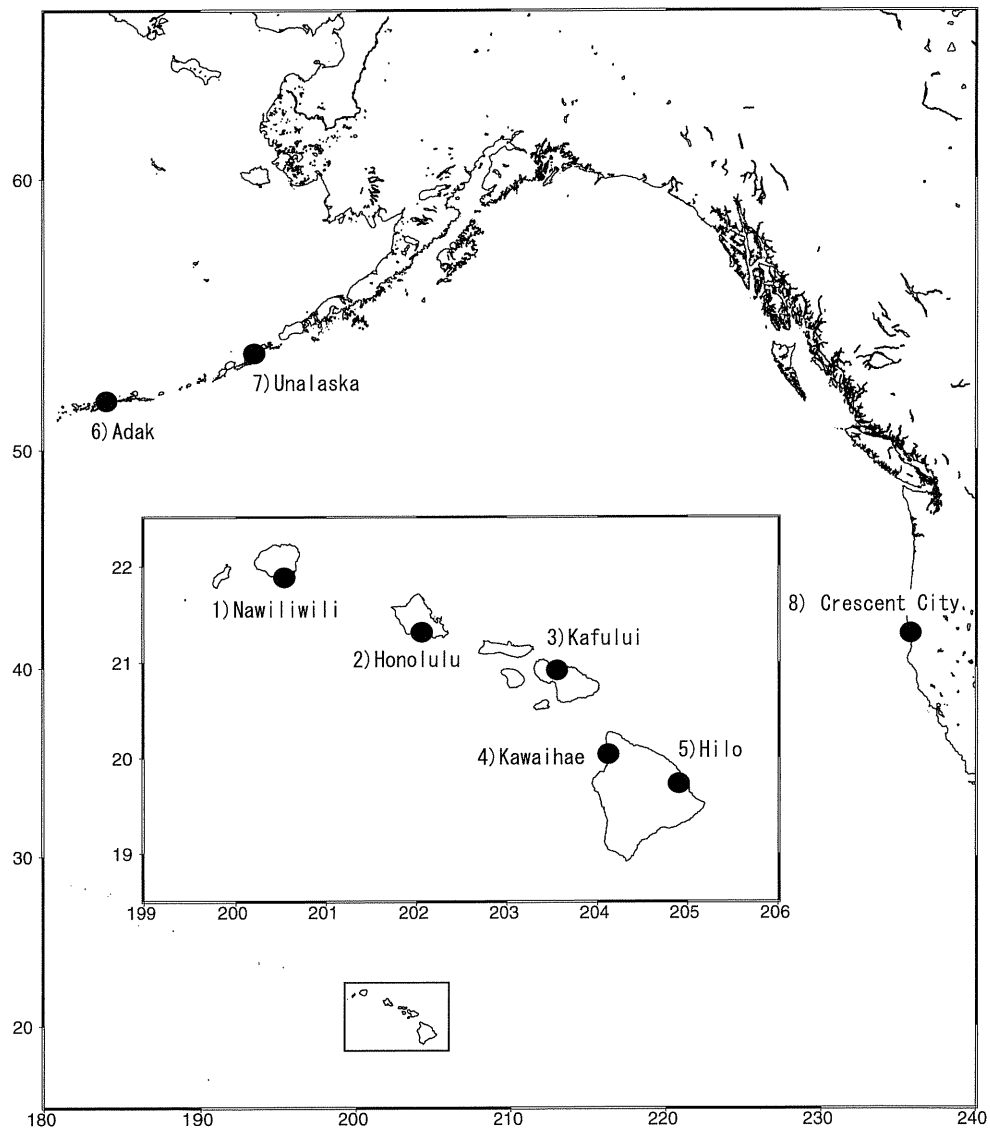 60
50
40
30
20
7)Unalaska
6)Adak
22
21
20
19
1)Nawiliwili
2)Honolulu
3)Kafului
4)Kawaihae
5)Hilo
8) Crescent City
199 200 201 202 203 204 205 206
180 190 200 210 220 230 240